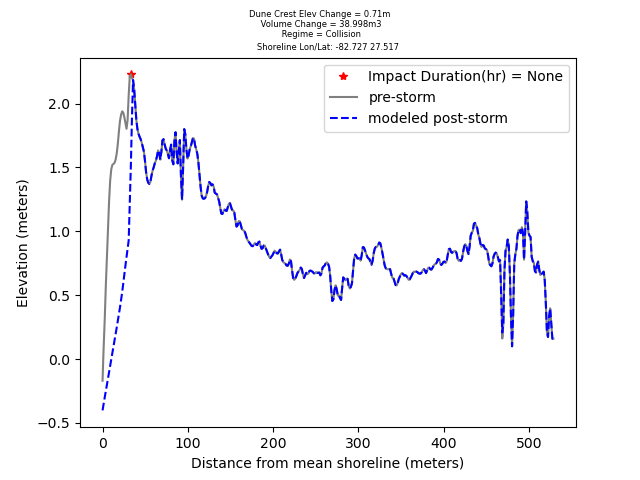 Dune Crest Elev Change = 0.71m
Volume Change = 38.998m3
Regime = Collision
Shoreline Lon/Lat: -82.727 27.517
Impact Duration(hr) = None
pre-storm
modeled post-storm
2.0
1.5
1.0
0.5
0.0
−0.5
Elevation (meters)
0 100 200 300 400 500
Distance from mean shoreline (meters)